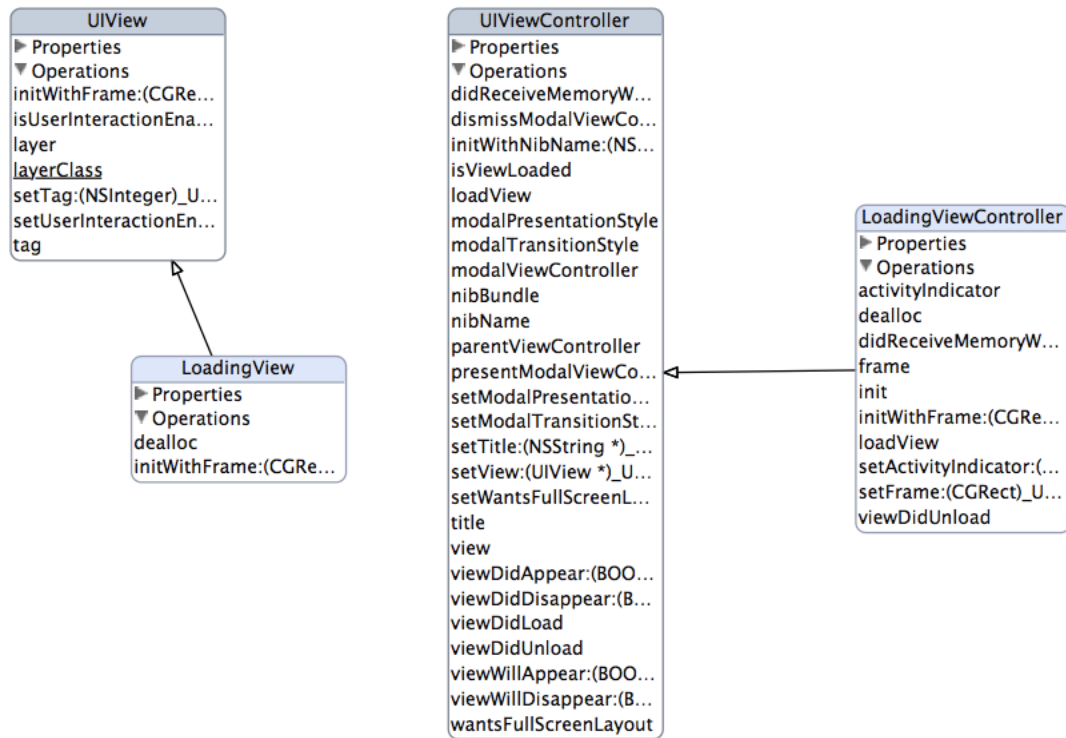 UIView
Properties
Operations
initWithFrame:(CGRe...
isUserInteractionEna...
layer
layerClass
setTag:(NSInteger)_U...
setUserInteractionEn...
tag
LoadingView
Properties
Operations
dealloc
initWithFrame:(CGRe...
UIViewController
Properties
Operations
didReceiveMemoryW...
dismissModalViewCo...
initWithNibName:(NS...
isViewLoaded
loadView
modalPresentationStyle
modalTransitionStyle
modalViewController
nibBundle
nibName
parentViewController
presentModalViewCo...
setModalPresentatio...
setModalTransitionSt...
setTitle:(NSString *)_...
setView:(UIView *)_U...
setWantsFullScreenL...
title
view
viewDidAppear:(BOO...
viewDidDisappear:(B...
viewDidLoad
viewDidUnload
viewWillAppear:(BOO...
viewWillDisappear:(B...
wantsFullScreenLayout
LoadingViewController
Properties
Operations
activityIndicator
dealloc
didReceiveMemoryW...
frame
init
initWithFrame:(CGRe...
loadView
setActivityIndicator:(...
setFrame:(CGRect)_U...
viewDidUnload